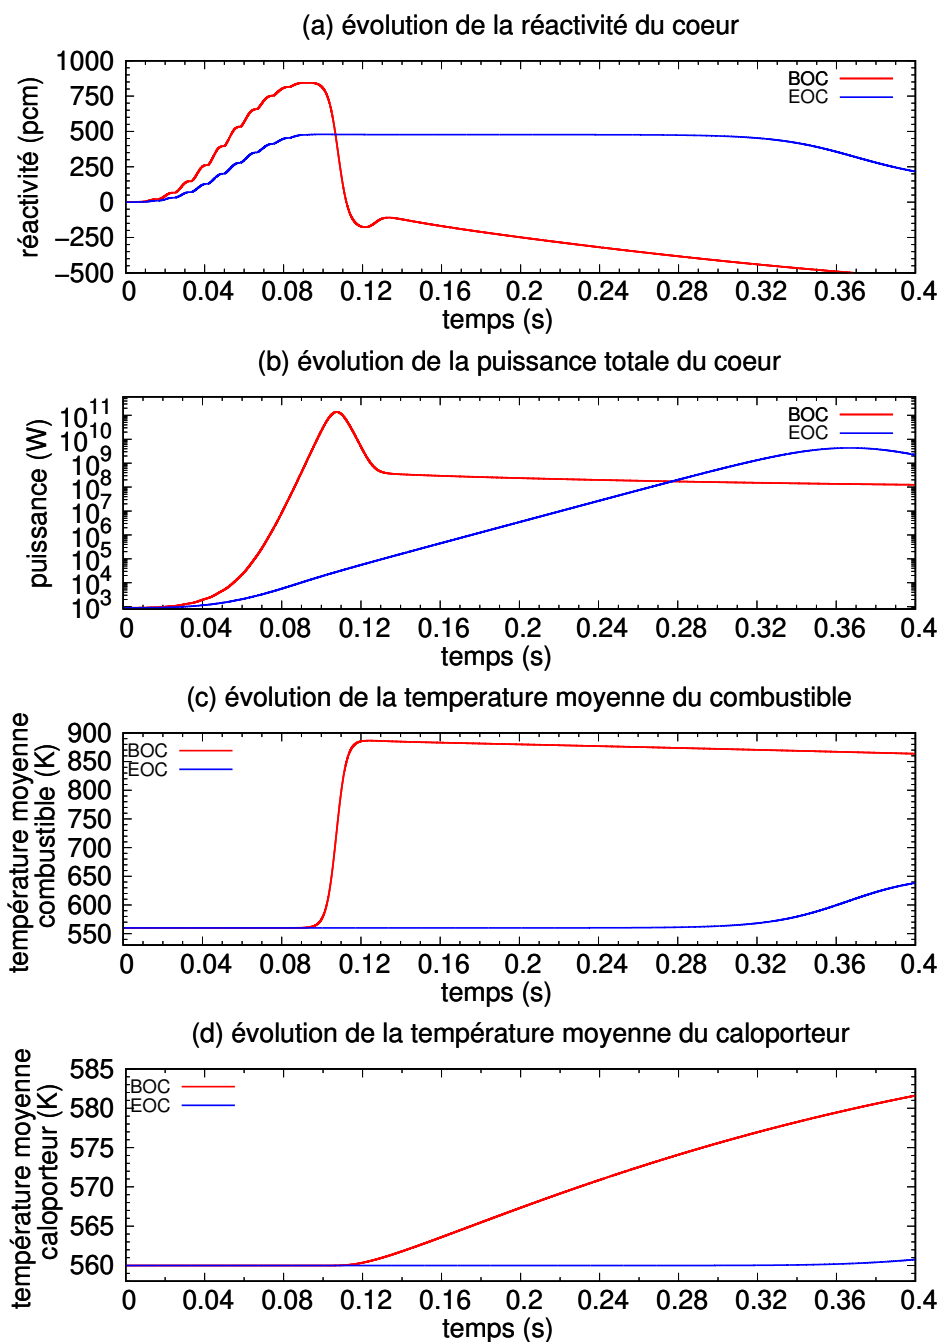 (a) évolution de la réactivité du coeur
1000
750
500
250
0
−250
−500
réactivité (pcm)
BOC
EOC
0 0.04 0.08 0.12 0.16 0.2 0.24 0.28 0.32 0.36 0.4
temps (s)
(b) évolution de la puissance totale du coeur
10^11
10^10
10^9
10^8
10^7
10^6
10^5
10^4
10^3
puissance (W)
BOC
EOC
0 0.04 0.08 0.12 0.16 0.2 0.24 0.28 0.32 0.36 0.4
temps (s)
(c) évolution de la temperature moyenne du combustible
900
850
800
750
700
650
600
550
température moyenne
combustible (K)
BOC
EOC
0 0.04 0.08 0.12 0.16 0.2 0.24 0.28 0.32 0.36 0.4
temps (s)
(d) évolution de la température moyenne du caloporteur
585
580
575
570
565
560
température moyenne
caloporteur (K)
BOC
EOC
0 0.04 0.08 0.12 0.16 0.2 0.24 0.28 0.32 0.36 0.4
temps (s)